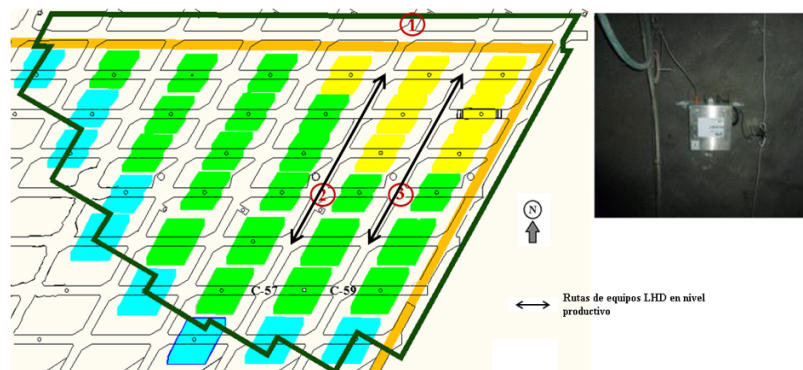 1
2
3
C-57
C-59
N
Rutas de equipos LHD en nivel
productivo